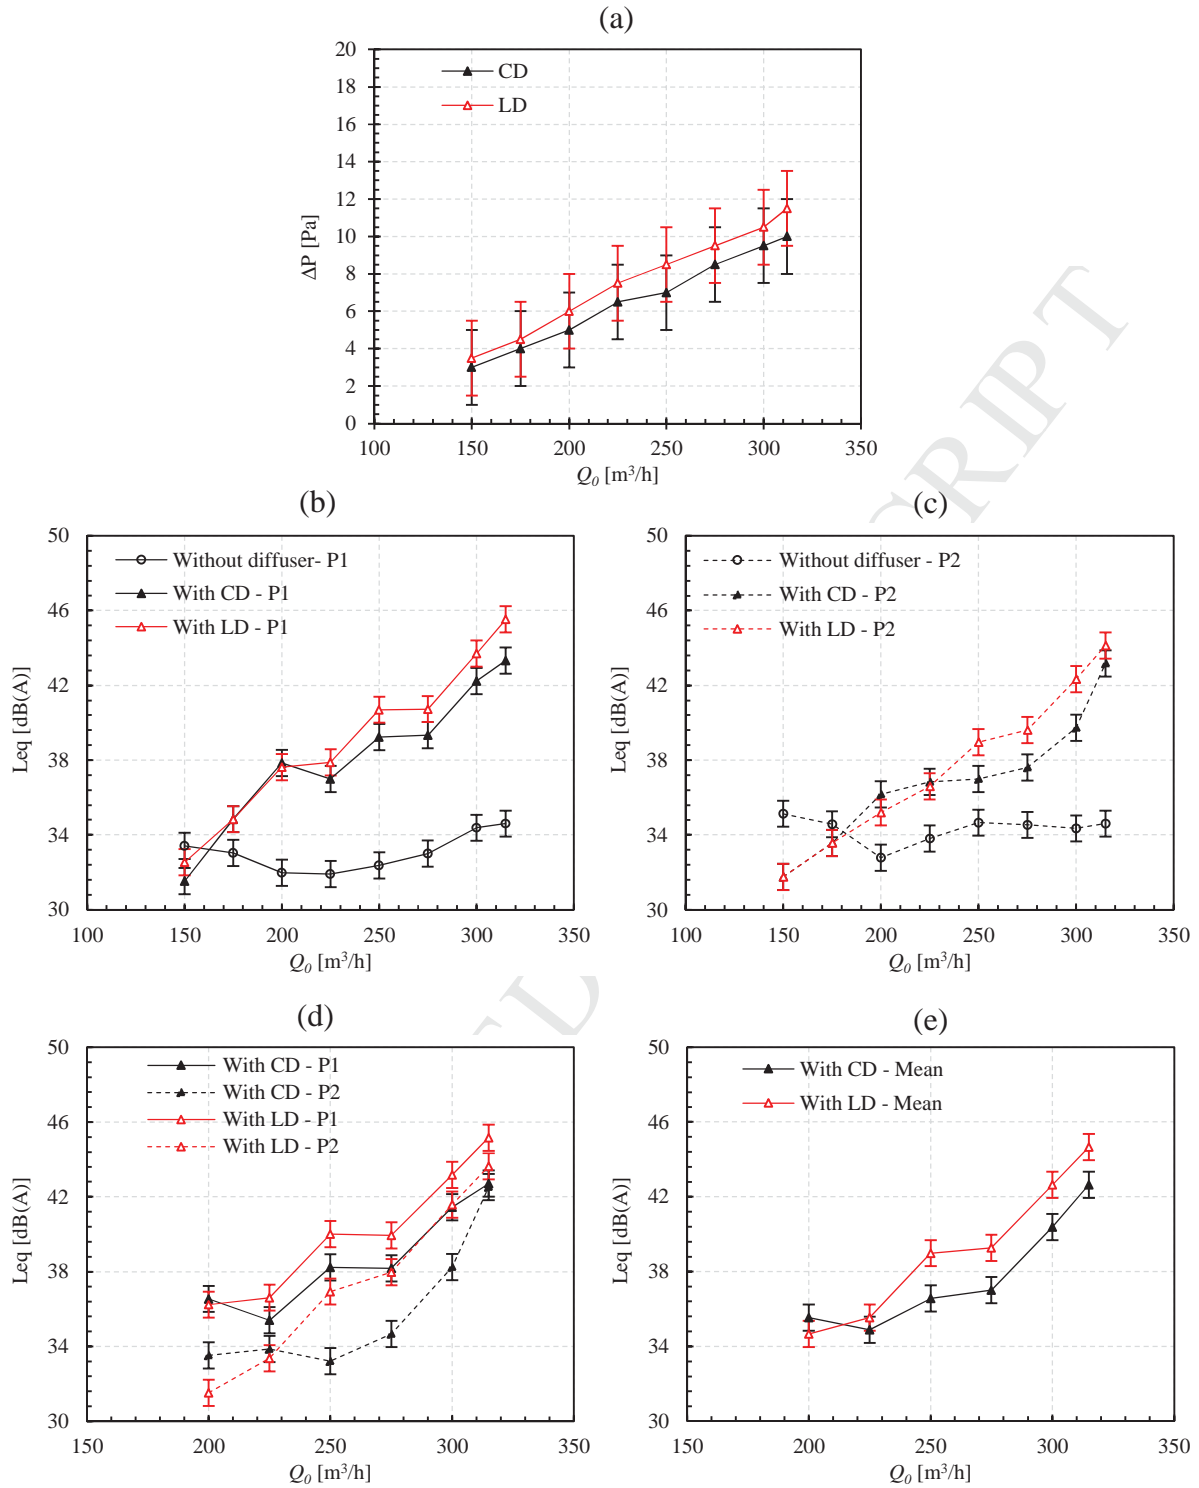 (a)
20
18
16
14
12
10
8
6
4
2
0
ΔP [Pa]
CD
LD
100 150 200 250 300 350
Q0 [m³/h]
(b)
50
46
42
38
34
30
Leq [dB(A)]
Without diffuser- P1
With CD - P1
With LD - P1
100 150 200 250 300 350
Q0 [m³/h]
(c)
50
46
42
38
34
30
Leq [dB(A)]
Without diffuser - P2
With CD - P2
With LD - P2
100 150 200 250 300 350
Q0 [m³/h]
(d)
50
46
42
38
34
30
Leq [dB(A)]
With CD - P1
With CD - P2
With LD - P1
With LD - P2
150 200 250 300 350
Q0 [m³/h]
(e)
50
46
42
38
34
30
Leq [dB(A)]
With CD - Mean
With LD - Mean
150 200 250 300 350
Q0 [m³/h]